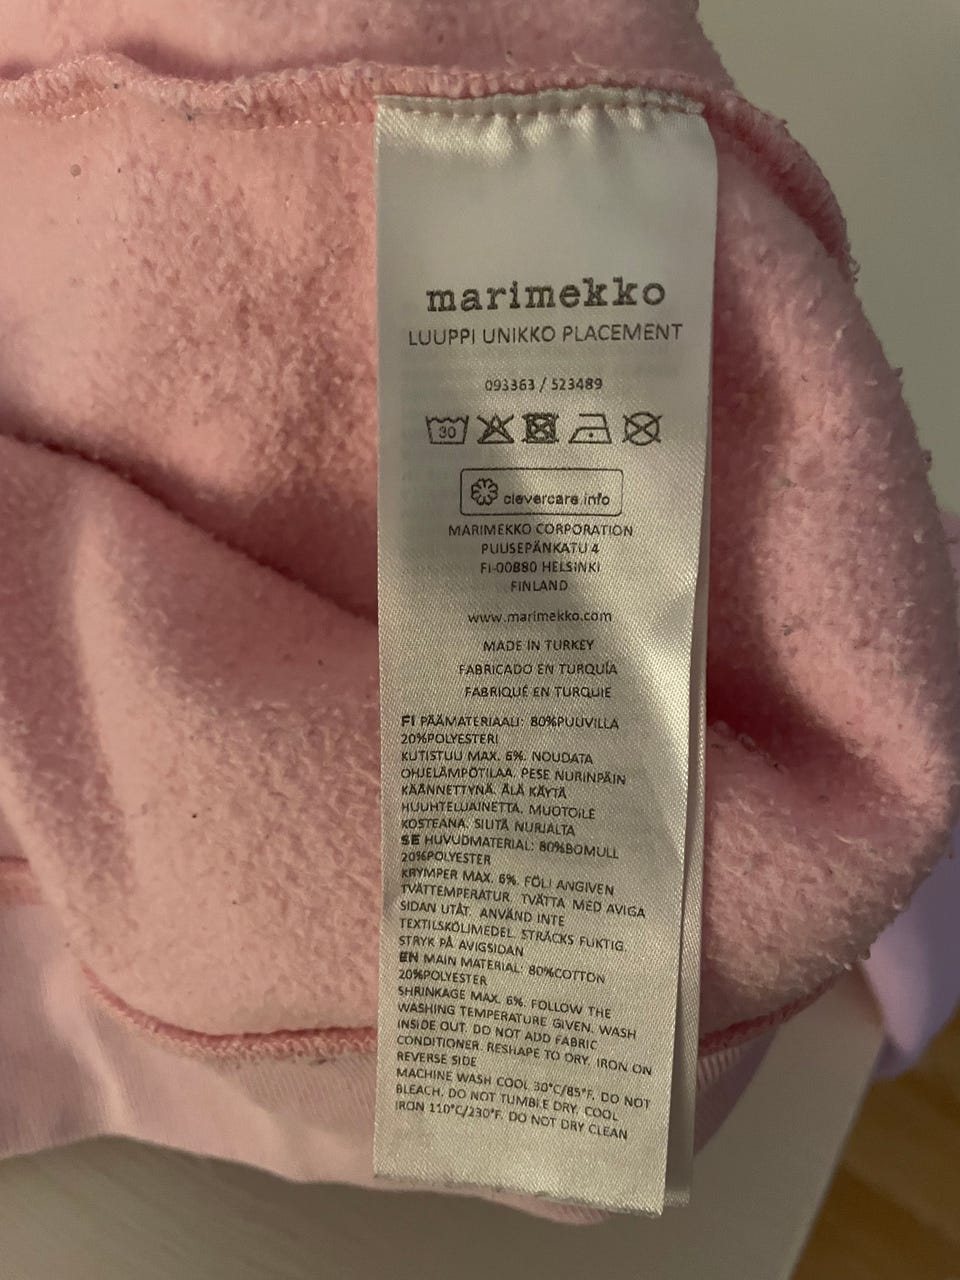 marimekko
LUUPPI UNIKKO PLACEMENT
093363 / 523489
30
clevercare.info
MARIMEKKO CORPORATION
PUUSEPÄNKATU 4
FI-00880 HELSINKI
FINLAND
www.marimekko.com
MADE IN TURKEY
FABRICADO EN TURQUÍA
FABRIQUÉ EN TURQUIE
FI PÄÄMATERIAALI: 80%PUUVILLA
20%POLYESTERI
KUTISTUU MAX. 6%. NOUDATA
OHJELÄMPÖTILAA. PESE NURINPÄIN
KÄÄNNETTYNÄ. ÄLÄ KÄYTÄ
HUUHTELUAINETTA. MUOTOILE
KOSTEANA. SILITÄ NURJALTA
SE HUVUDMATERIAL: 80%BOMULL
20%POLYESTER
KRYMPER MAX. 6%. FÖLJ ANGIVEN
TVÄTTEMPERATUR. TVÄTTA MED AVIGA
SIDAN UTÅT. ANVÄND INTE
TEXTILSKÖLJMEDEL. STRÄCKS FUKTIG.
STRYK PÅ AVIGSIDAN
EN MAIN MATERIAL: 80%COTTON
20%POLYESTER
SHRINKAGE MAX. 6%. FOLLOW THE
WASHING TEMPERATURE GIVEN. WASH
INSIDE OUT. DO NOT ADD FABRIC
CONDITIONER. RESHAPE TO DRY. IRON ON
REVERSE SIDE
MACHINE WASH COOL 30°C/85°F. DO NOT
BLEACH. DO NOT TUMBLE DRY. COOL
IRON 110°C/230°F. DO NOT DRY CLEAN